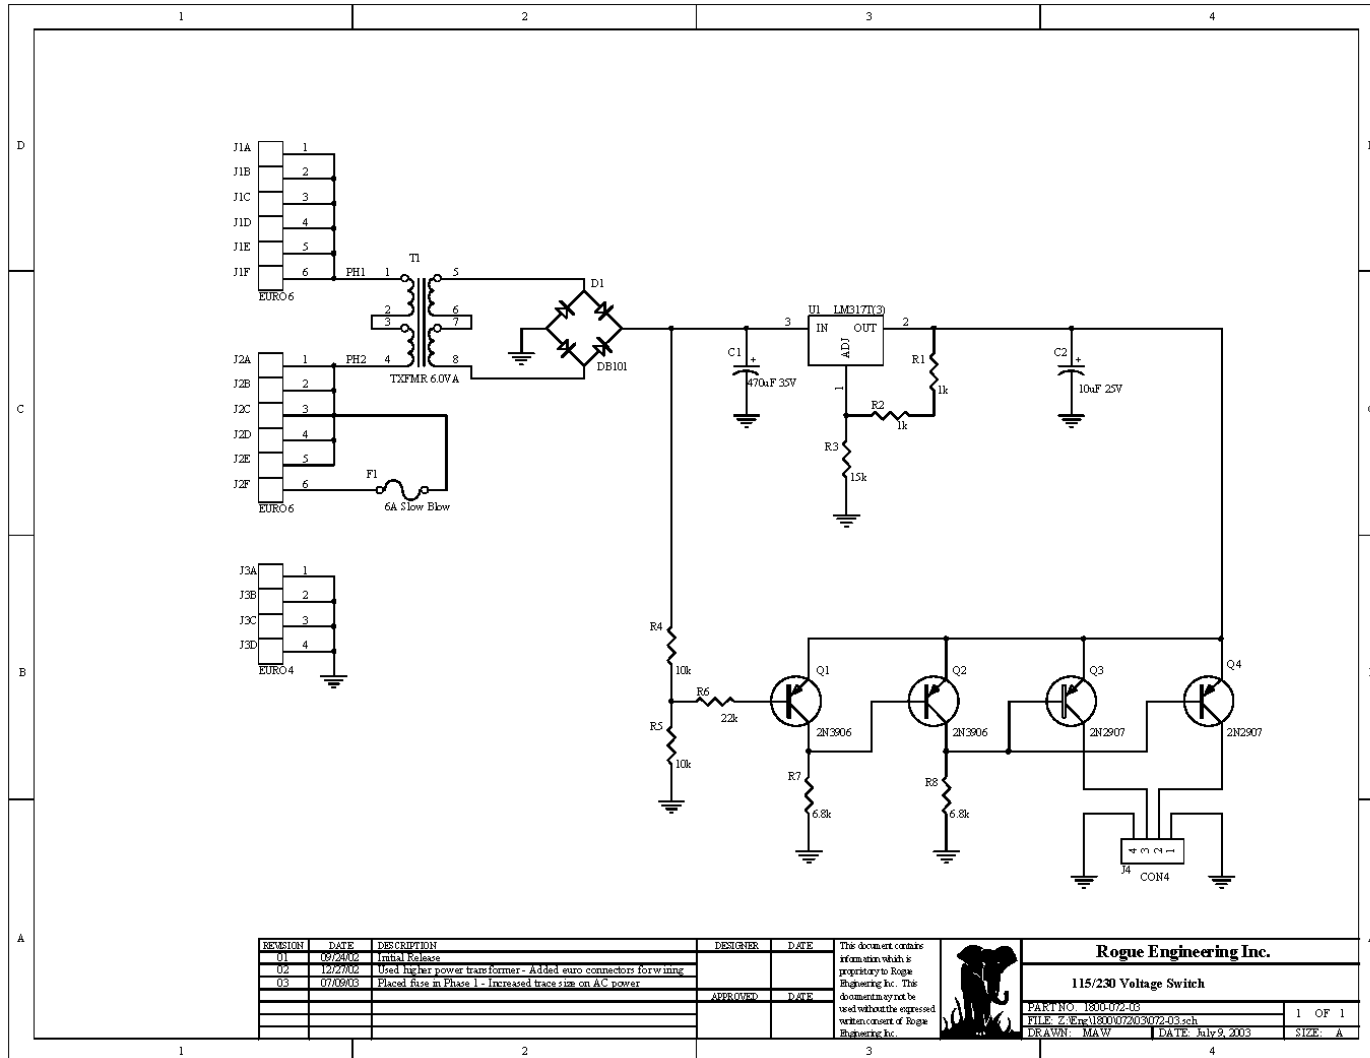 1 2 3 4
D
J1A 1
J1B 2
J1C 3
J1D 4
J1E 5
J1F 6 PH1
EURO6
T1
1 5
2 6
3 7
4 8
TXFMR 6.0VA
D1
DB101
J2A 1 PH2
J2B 2
J2C 3
J2D 4
J2E 5
J2F 6
EURO6
F1
6A Slow Blow
U1 LM317T(3)
3 IN OUT 2
ADJ
1
C1 +
470uF 35V
R1
1k
R2
1k
R3
15k
C2 +
10uF 25V
C
J3A 1
J3B 2
J3C 3
J3D 4
EURO4
B
R4
10k
R5
10k
R6
22k
Q1
2N3906
Q2
2N3906
Q3
2N2907
Q4
2N2907
R7
6.8k
R8
6.8k
4 3 2 1
J4
CON4
A
REVISION DATE DESCRIPTION DESIGNER DATE
01 09/24/02 Initial Release
02 12/27/02 Used higher power transformer - Added euro connectors for wiring
03 07/09/03 Placed fuse in Phase 1 - Increased trace size on AC power
APPROVED DATE
This document contains
information which is
propriotory to Rogue
Engineering Inc. This
document may not be
used without the expressed
written consent of Rogue
Engineering Inc.
Rogue Engineering Inc.
115/230 Voltage Switch
PART NO. 1800-072-03
FILE: Z:\Eng\1800\072\03\072-03.sch
DRAWN: MAW DATE: July 9, 2003
1 OF 1
SIZE: A
1 2 3 4